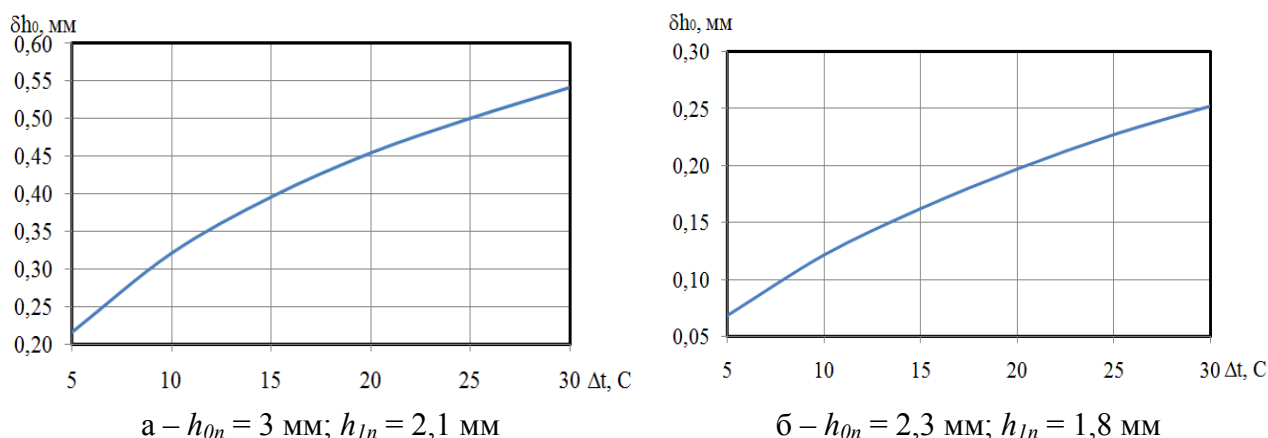 δh₀, мм
0,60
0,55
0,50
0,45
0,40
0,35
0,30
0,25
0,20
5 10 15 20 25 30 Δt, C
а – h₀ₙ = 3 мм; h₁ₙ = 2,1 мм
δh₀, мм
0,30
0,25
0,20
0,15
0,10
0,05
5 10 15 20 25 30 Δt, C
б – h₀ₙ = 2,3 мм; h₁ₙ = 1,8 мм